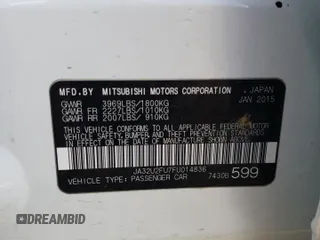 MFD.BY MITSUBISHI MOTORS CORPORATION, JAPAN
GVWR 3969LBS/1800KG JAN 2015
GAWR FR 2227LBS/1010KG
GAWR RR 2007LBS/ 910KG
THIS VEHICLE CONFORMS TO ALL APPLICABLE FEDERAL MOTOR
VEHICLE SAFETY, BUMPER, AND THEFT PREVENTION STANDARDS
IN EFFECT ON THE DATE OF MANUFACTURE SHOWN ABOVE.
JA32U2FU7FU014836
VEHICLE TYPE: PASSENGER CAR 7430B 599
DREAMBID